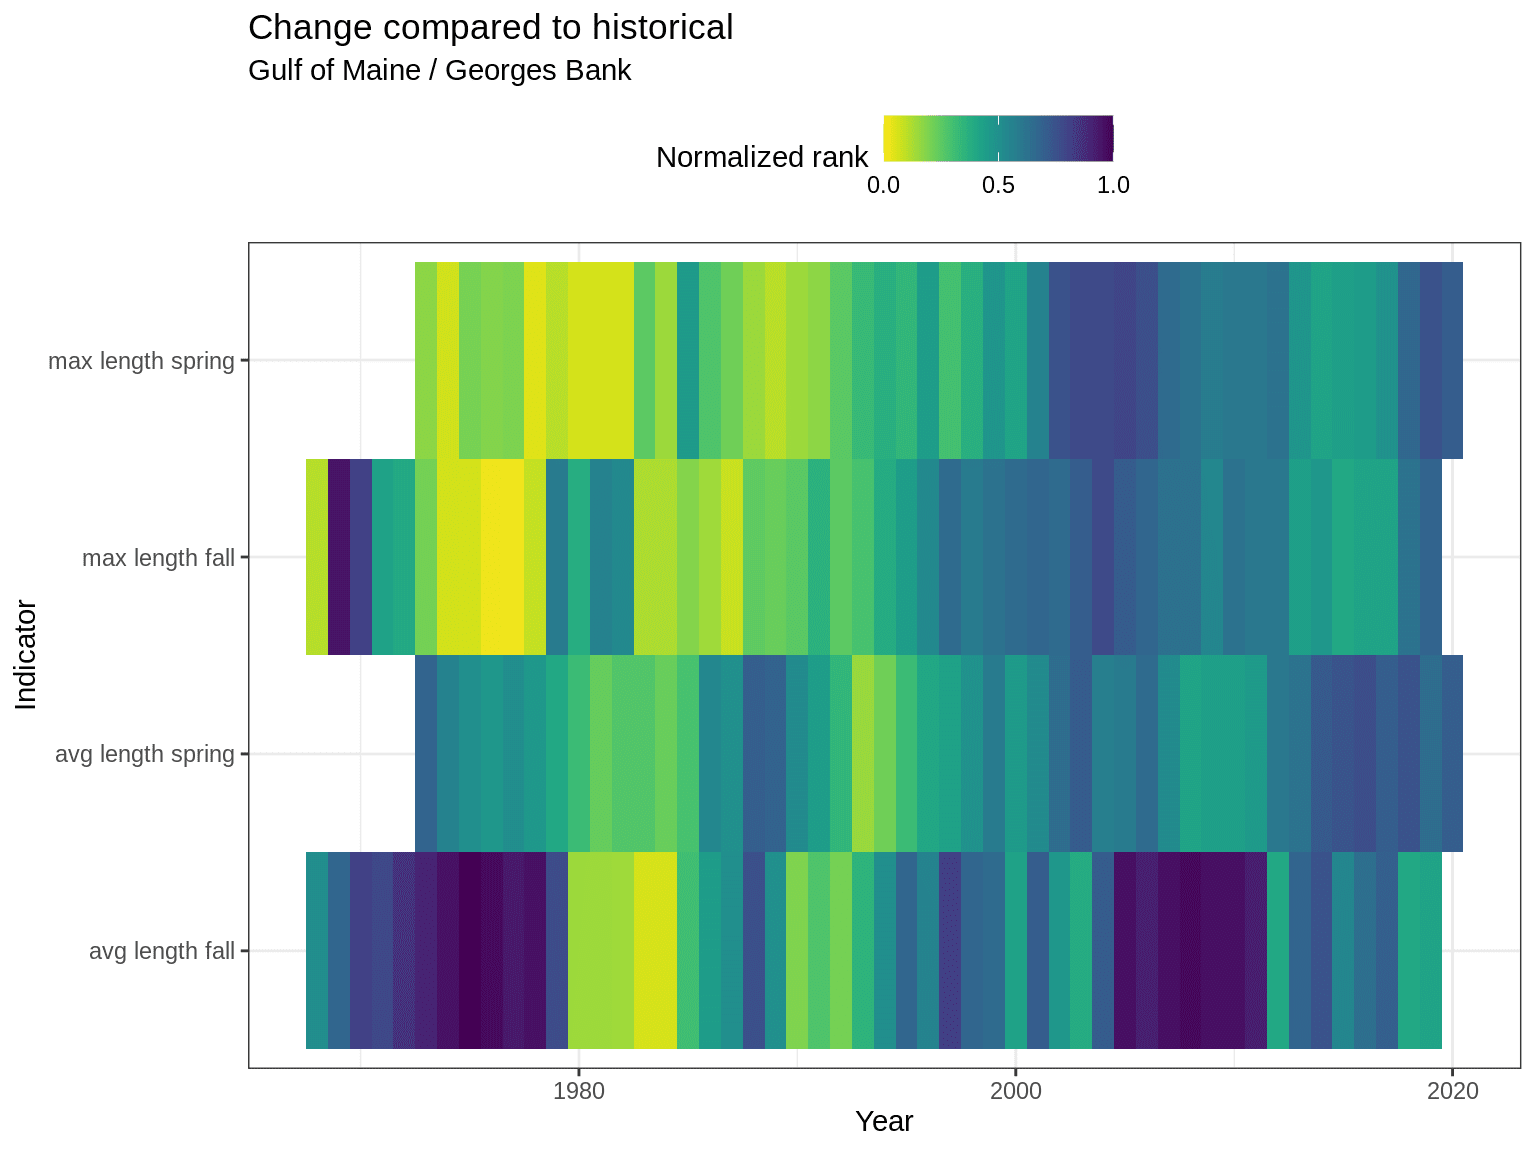 Change compared to historical
Gulf of Maine / Georges Bank
Normalized rank
0.0 0.5 1.0
Indicator
max length spring
max length fall
avg length spring
avg length fall
1980 2000 2020
Year